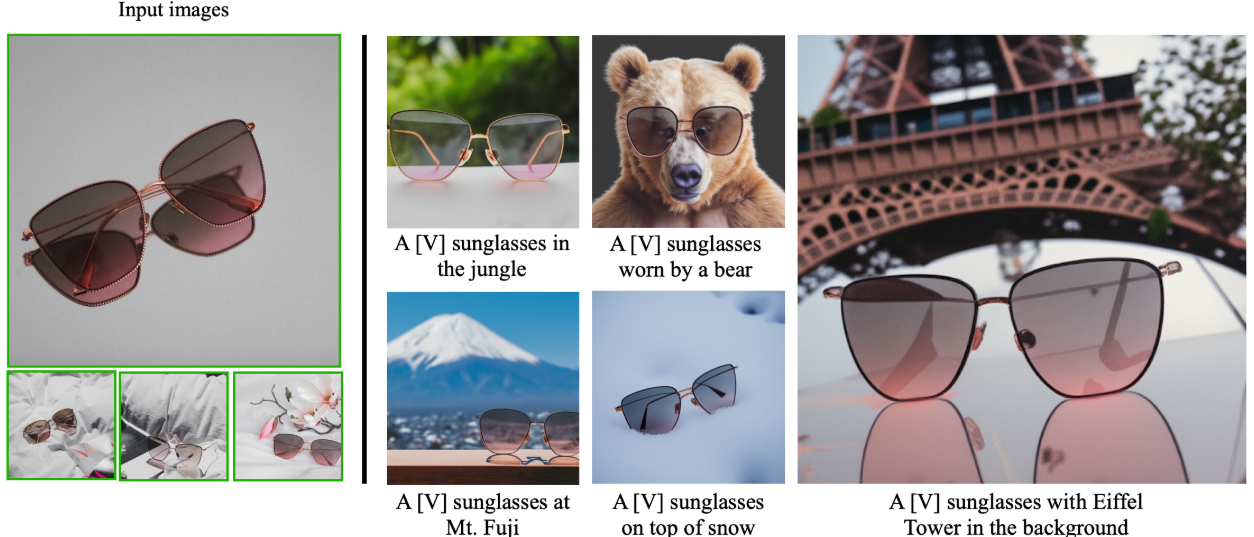 Input images
A [V] sunglasses in
the jungle
A [V] sunglasses
worn by a bear
A [V] sunglasses at
Mt. Fuji
A [V] sunglasses
on top of snow
A [V] sunglasses with Eiffel
Tower in the background